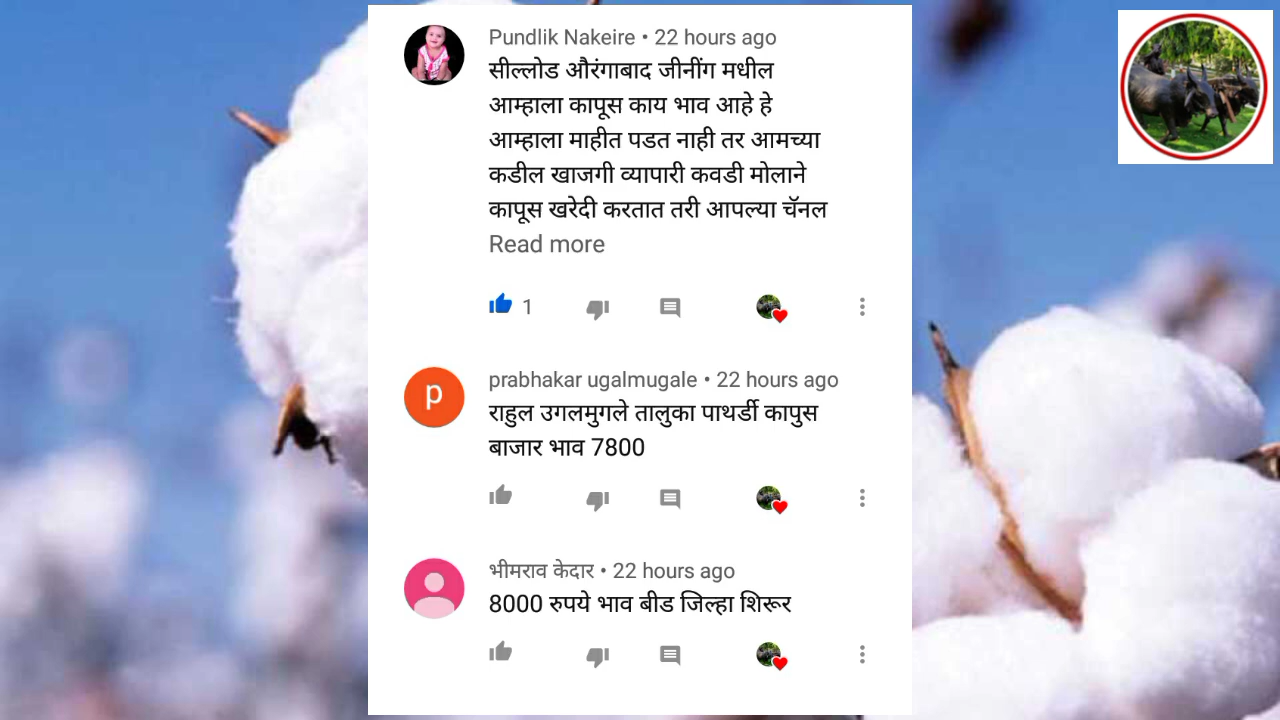 Pundlik Nakeire • 22 hours ago
सील्लोड औरंगाबाद जीनींग मधील
आम्हाला कापूस काय भाव आहे हे
आम्हाला माहीत पडत नाही तर आमच्या
कडील खाजगी व्यापारी कवडी मोलाने
कापूस खरेदी करतात तरी आपल्या चॅनल
Read more
1
prabhakar ugalmugale • 22 hours ago
p
राहुल उगलमुगले तालुका पाथर्डी कापुस
बाजार भाव 7800
भीमराव केदार • 22 hours ago
8000 रुपये भाव बीड जिल्हा शिरूर